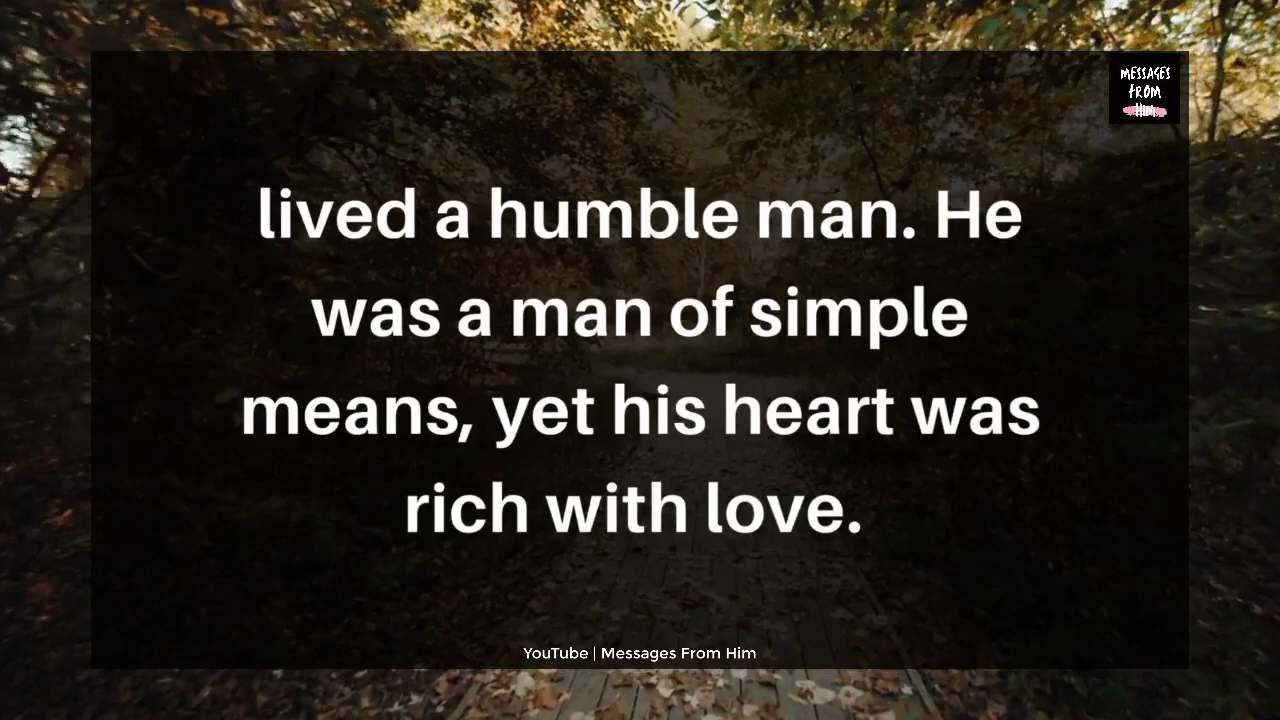 MESSAGES
FROM
HIM
lived a humble man. He
was a man of simple
means, yet his heart was
rich with love.
YouTube | Messages From Him